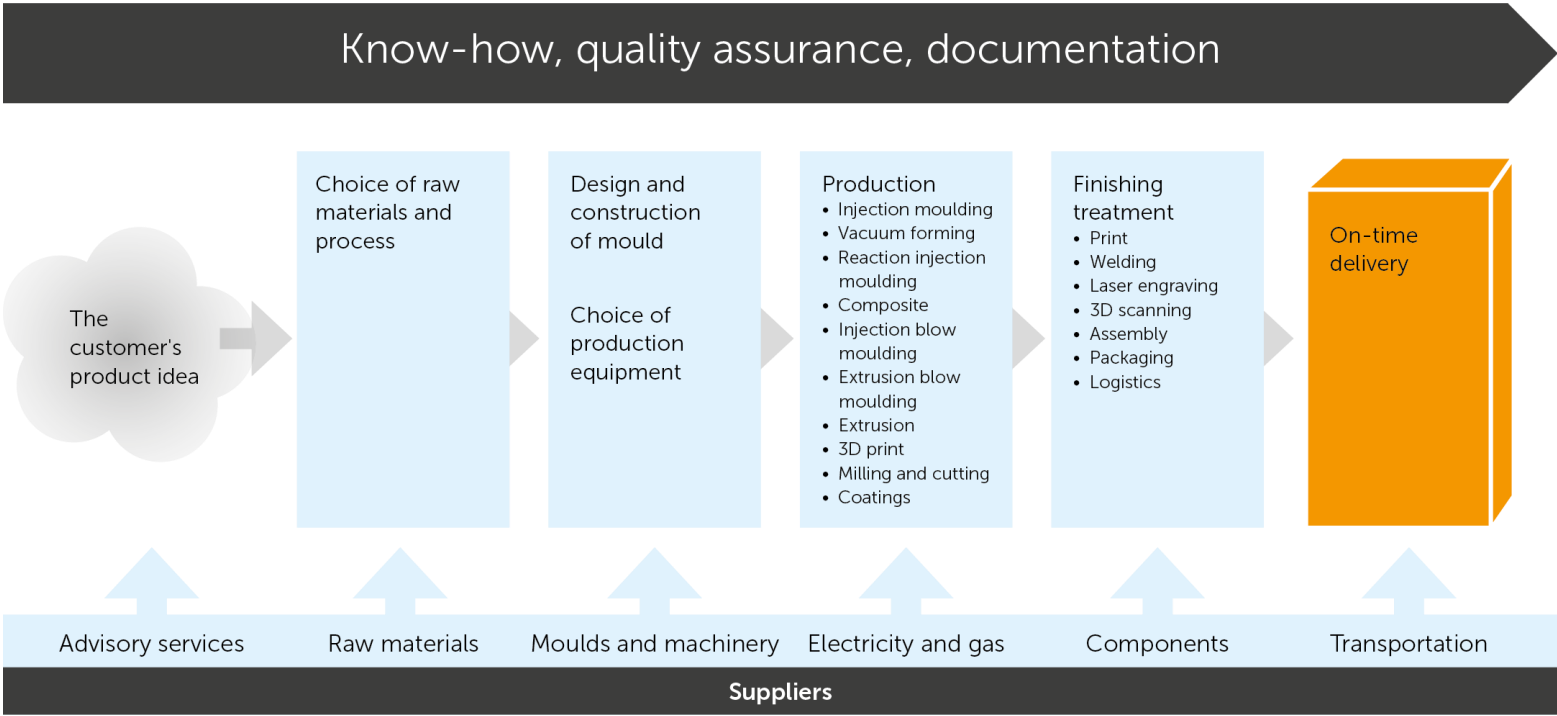 Know-how, quality assurance, documentation
The
customer's
product idea
Choice of raw
materials and
process
Design and
construction
of mould
Choice of
production
equipment
Production
• Injection moulding
• Vacuum forming
• Reaction injection
moulding
• Composite
• Injection blow
moulding
• Extrusion blow
moulding
• Extrusion
• 3D print
• Milling and cutting
• Coatings
Finishing
treatment
• Print
• Welding
• Laser engraving
• 3D scanning
• Assembly
• Packaging
• Logistics
On-time
delivery
Advisory services
Raw materials
Moulds and machinery
Electricity and gas
Components
Transportation
Suppliers